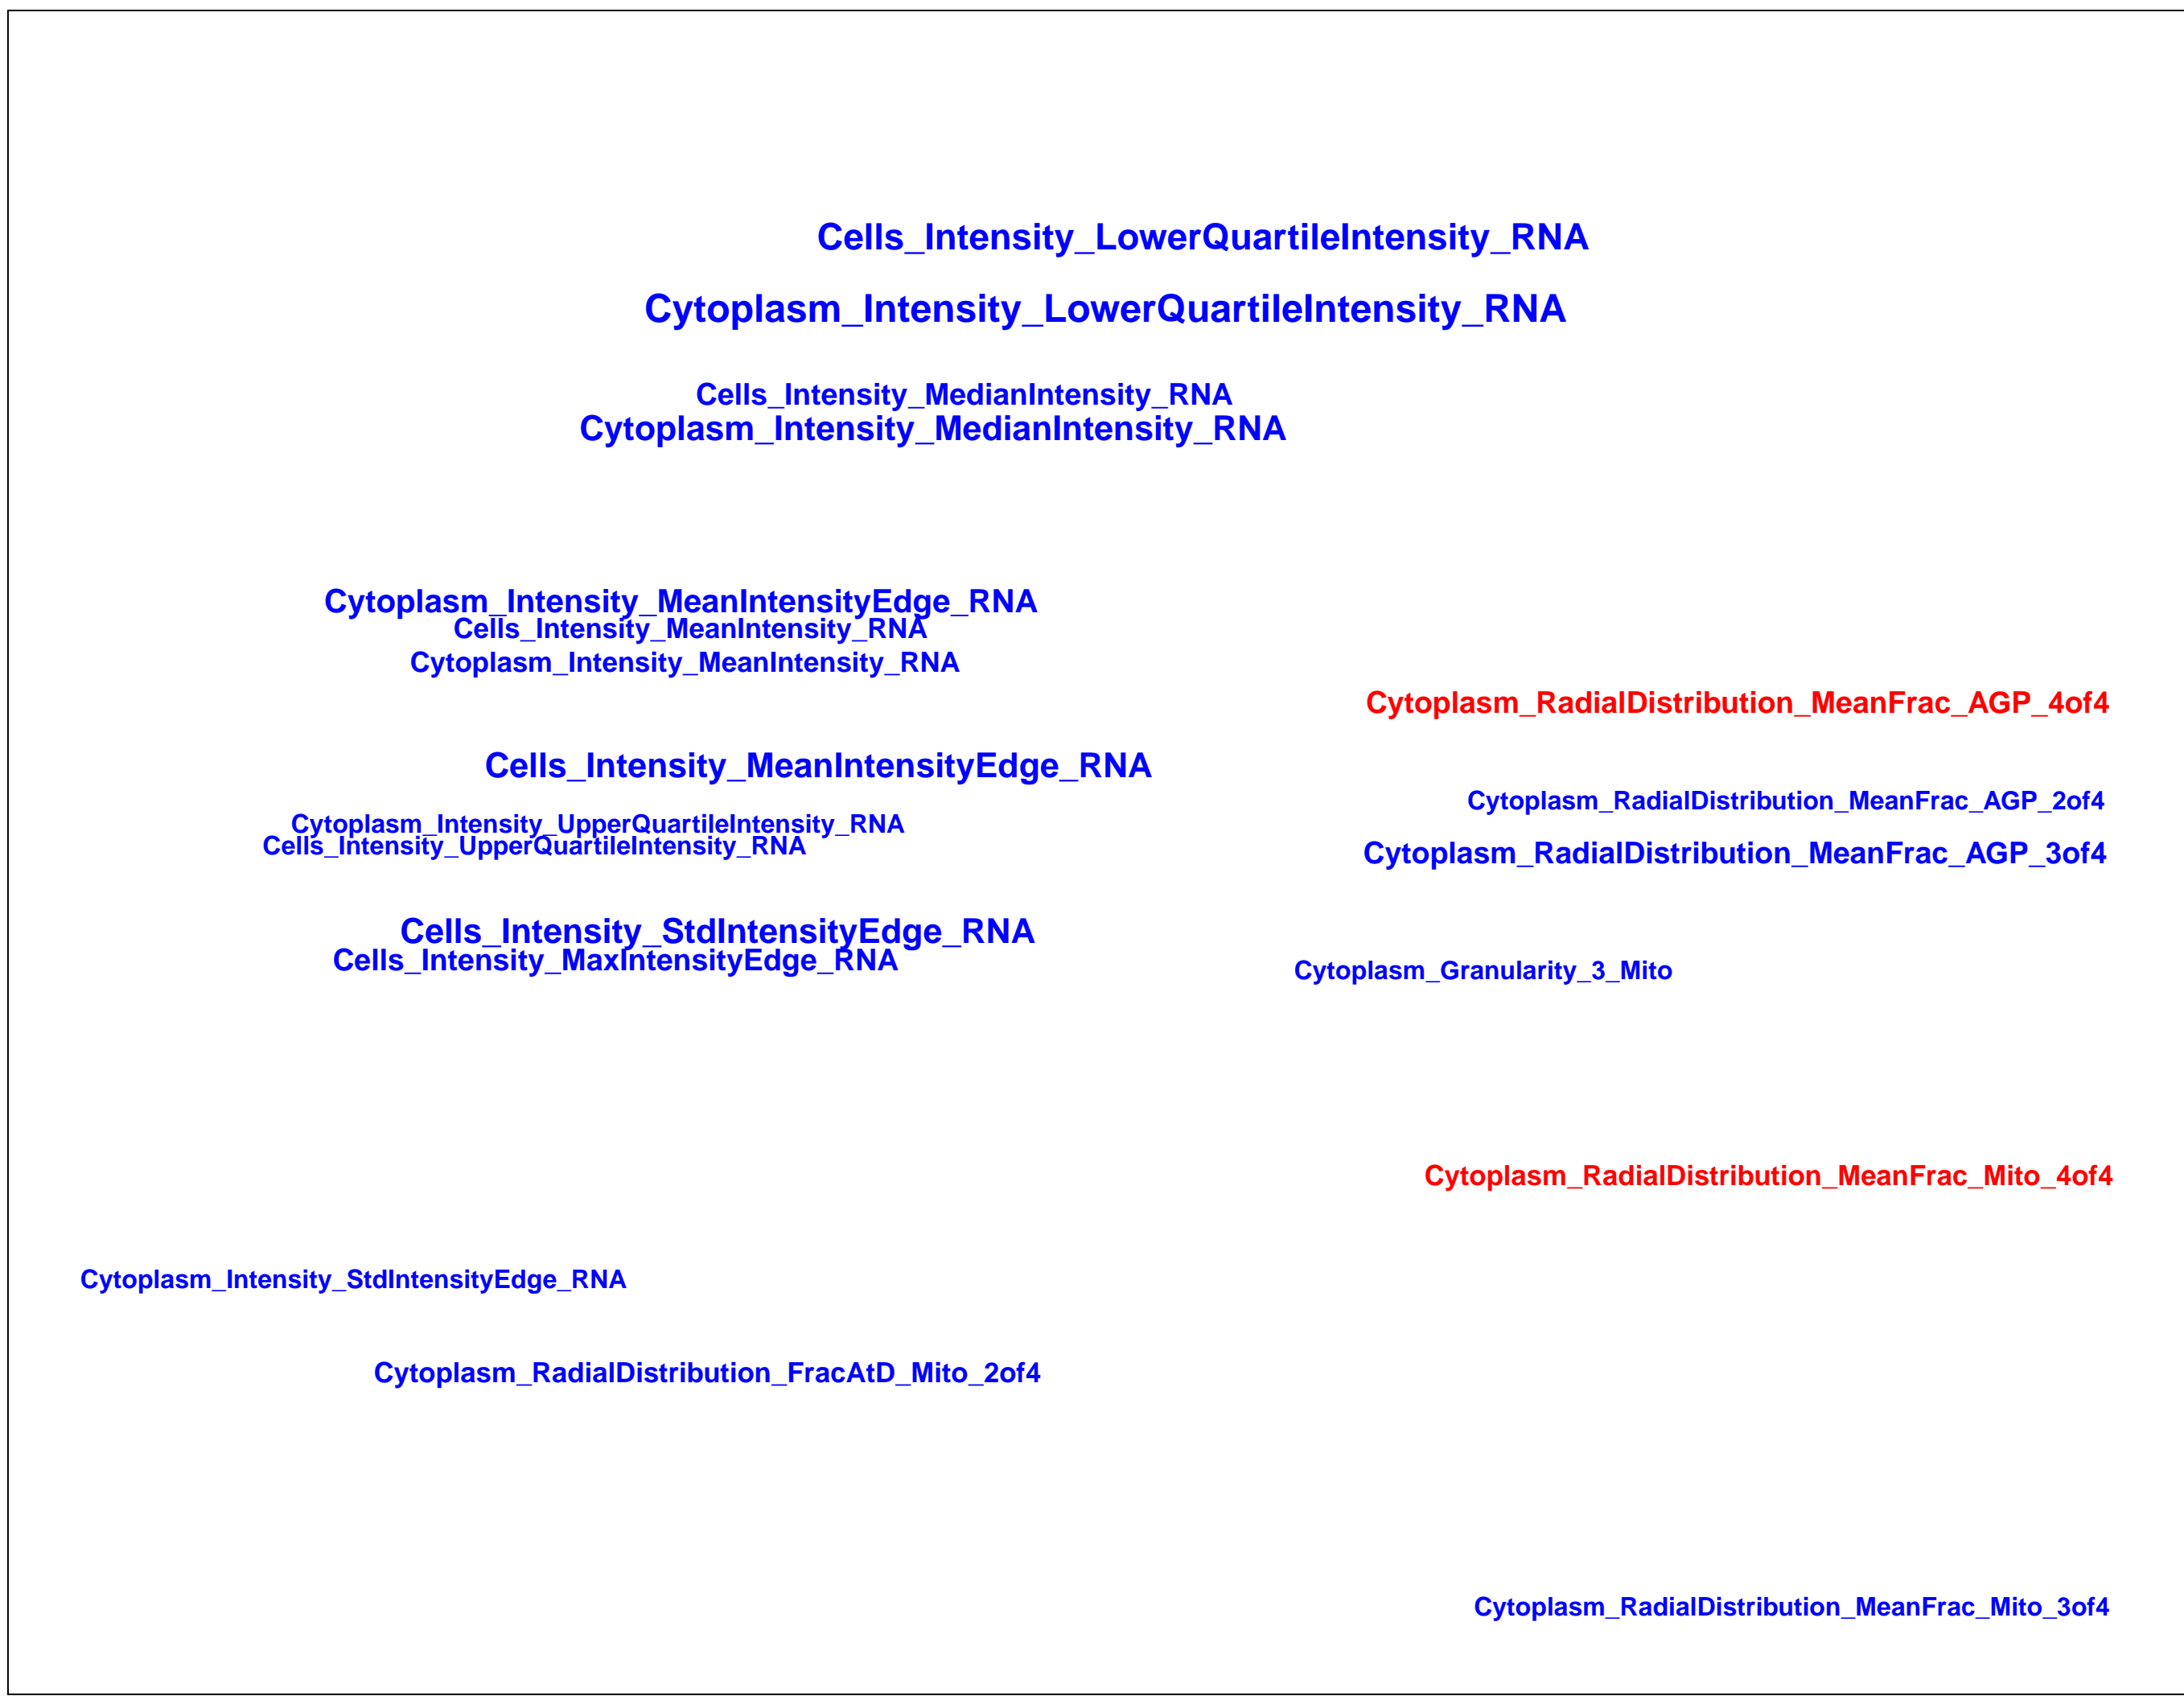 Cells_Intensity_LowerQuartileIntensity_RNA
Cytoplasm_Intensity_LowerQuartileIntensity_RNA
Cells_Intensity_MedianIntensity_RNA
Cytoplasm_Intensity_MedianIntensity_RNA
Cytoplasm_Intensity_MeanIntensityEdge_RNA
Cells_Intensity_MeanIntensity_RNA
Cytoplasm_Intensity_MeanIntensity_RNA
Cytoplasm_RadialDistribution_MeanFrac_AGP_4of4
Cells_Intensity_MeanIntensityEdge_RNA
Cytoplasm_RadialDistribution_MeanFrac_AGP_2of4
Cytoplasm_Intensity_UpperQuartileIntensity_RNA
Cells_Intensity_UpperQuartileIntensity_RNA
Cytoplasm_RadialDistribution_MeanFrac_AGP_3of4
Cells_Intensity_StdIntensityEdge_RNA
Cells_Intensity_MaxIntensityEdge_RNA
Cytoplasm_Granularity_3_Mito
Cytoplasm_RadialDistribution_MeanFrac_Mito_4of4
Cytoplasm_Intensity_StdIntensityEdge_RNA
Cytoplasm_RadialDistribution_FracAtD_Mito_2of4
Cytoplasm_RadialDistribution_MeanFrac_Mito_3of4